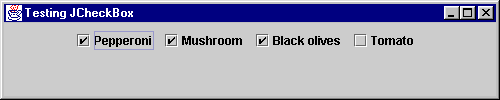 Testing JCheckBox
Pepperoni Mushroom Black olives Tomato